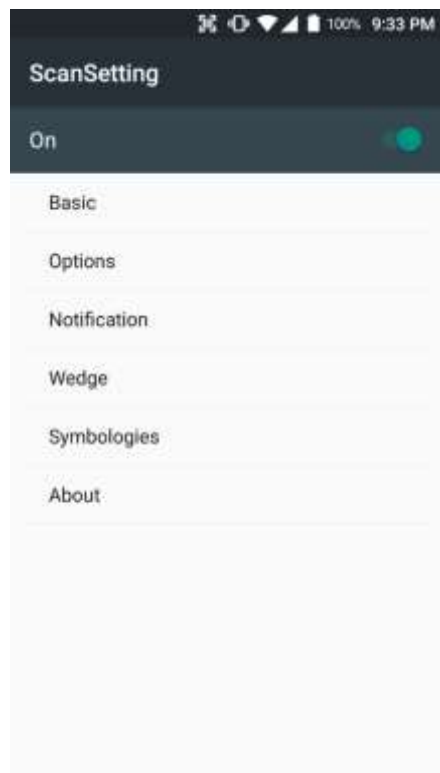 100% 9:33 PM
ScanSetting
On
Basic
Options
Notification
Wedge
Symbologies
About